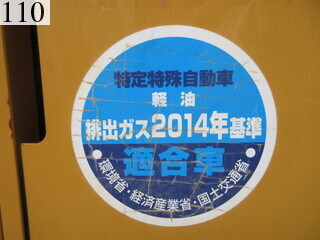 110
特定特殊自動車
軽油
排出ガス2014年基準
適合車
・環境省・経済産業省・国土交通省・